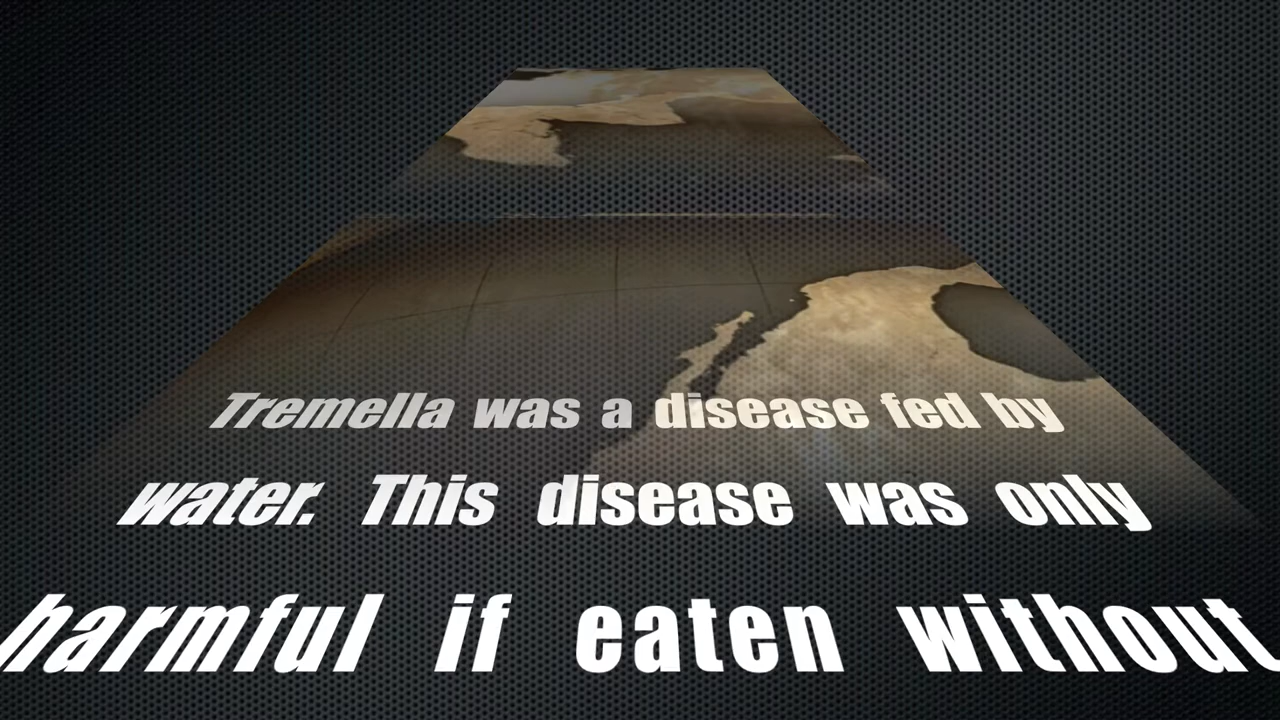 Tremella was a disease fed by
water. This disease was only
harmful if eaten without